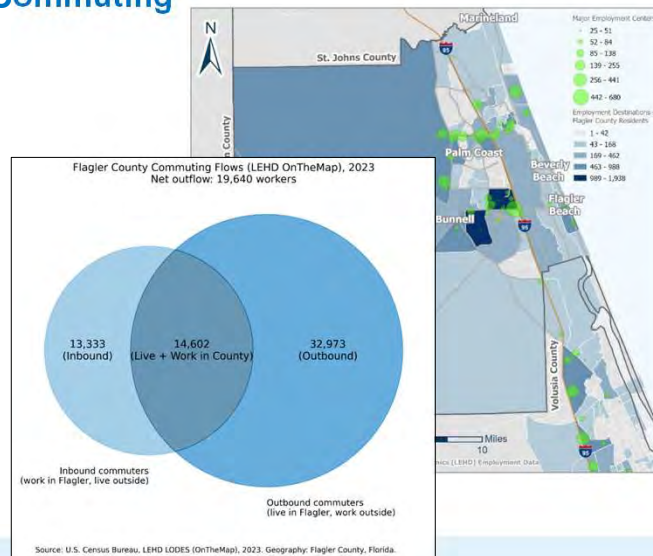 Commuting
N
Marineland
St. Johns County
95
Palm Coast
Beverly
Beach
Flagler
Beach
Bunnell
95
Volusia County
County
Miles
10
95
(LEHD) Employment Data
Major Employment Centers
25 - 51
52 - 84
85 - 138
139 - 255
256 - 441
442 - 680
Employment Destinations
Flagler County Residents
1 - 42
43 - 168
169 - 462
463 - 988
989 - 1,938
Flagler County Commuting Flows (LEHD OnTheMap), 2023
Net outflow: 19,640 workers
13,333
(Inbound)
14,602
(Live + Work in County)
32,973
(Outbound)
Inbound commuters
(work in Flagler, live outside)
Outbound commuters
(live in Flagler, work outside)
Source: U.S. Census Bureau, LEHD LODES (OnTheMap), 2023. Geography: Flagler County, Florida.